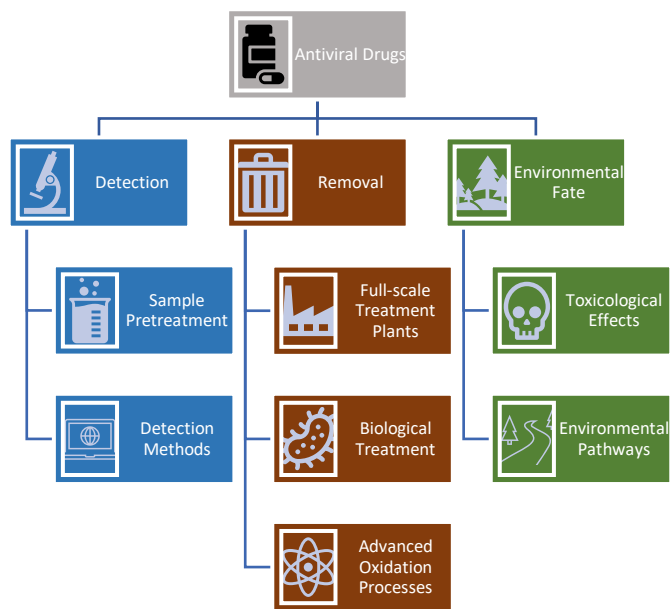 Antiviral Drugs
Detection
Removal
Environmental
Fate
Sample
Pretreatment
Full-scale
Treatment
Plants
Toxicological
Effects
Detection
Methods
Biological
Treatment
Environmental
Pathways
Advanced
Oxidation
Processes